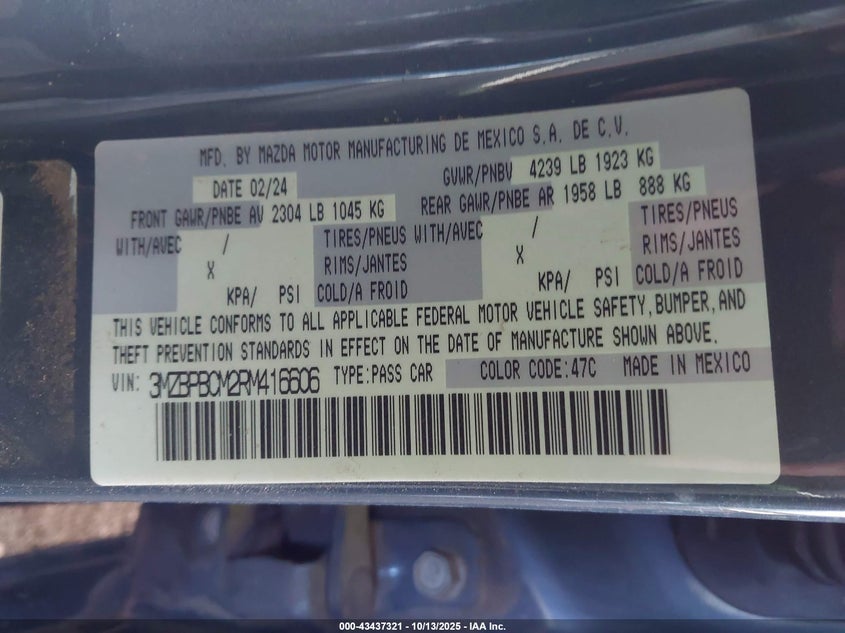 MFD. BY MAZDA MOTOR MANUFACTURING DE MEXICO S.A. DE C.V.
DATE 02/24 GVWR/PNBV 4239 LB 1923 KG
FRONT GAWR/PNBE AV 2304 LB 1045 KG REAR GAWR/PNBE AR 1958 LB 888 KG
WITH/AVEC / TIRES/PNEUS WITH/AVEC / TIRES/PNEUS
X RIMS/JANTES X RIMS/JANTES
KPA/ PSI COLD/A FROID KPA/ PSI COLD/A FROID
THIS VEHICLE CONFORMS TO ALL APPLICABLE FEDERAL MOTOR VEHICLE SAFETY, BUMPER, AND
THEFT PREVENTION STANDARDS IN EFFECT ON THE DATE OF MANUFACTURE SHOWN ABOVE.
VIN: 3MZBPBCM2RM416606 TYPE: PASS CAR COLOR CODE: 47C MADE IN MEXICO
000-43437321 - 10/13/2025 - IAA Inc.